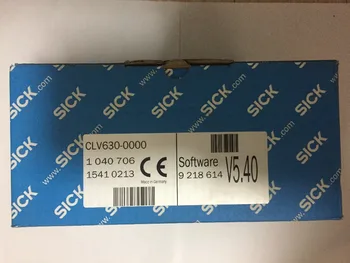 SICK
www.sick.com
CLV630-0000
1 040 706
1541 0213
CE
Made in Germany
Software
9 218 614
V5.40